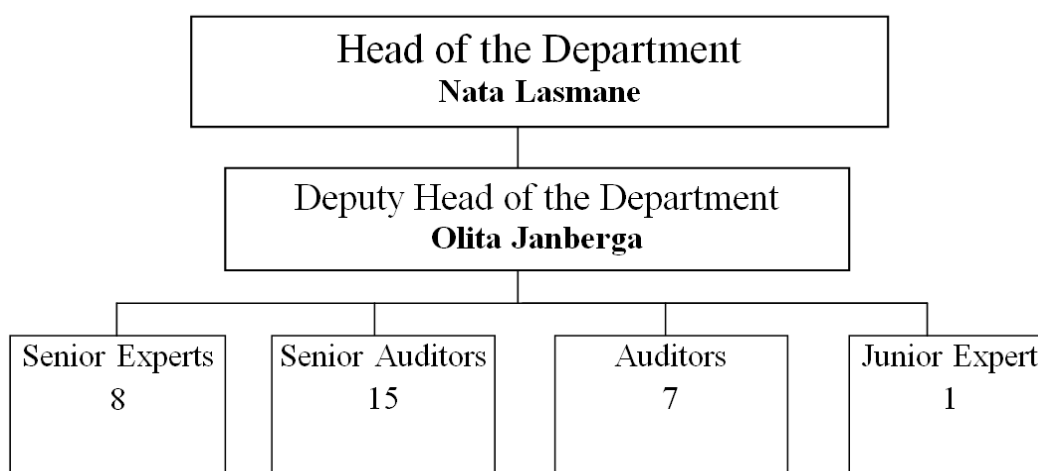 Head of the Department
Nata Lasmane
Deputy Head of the Department
Olita Janberga
Senior Experts
8
Senior Auditors
15
Auditors
7
Junior Expert
1